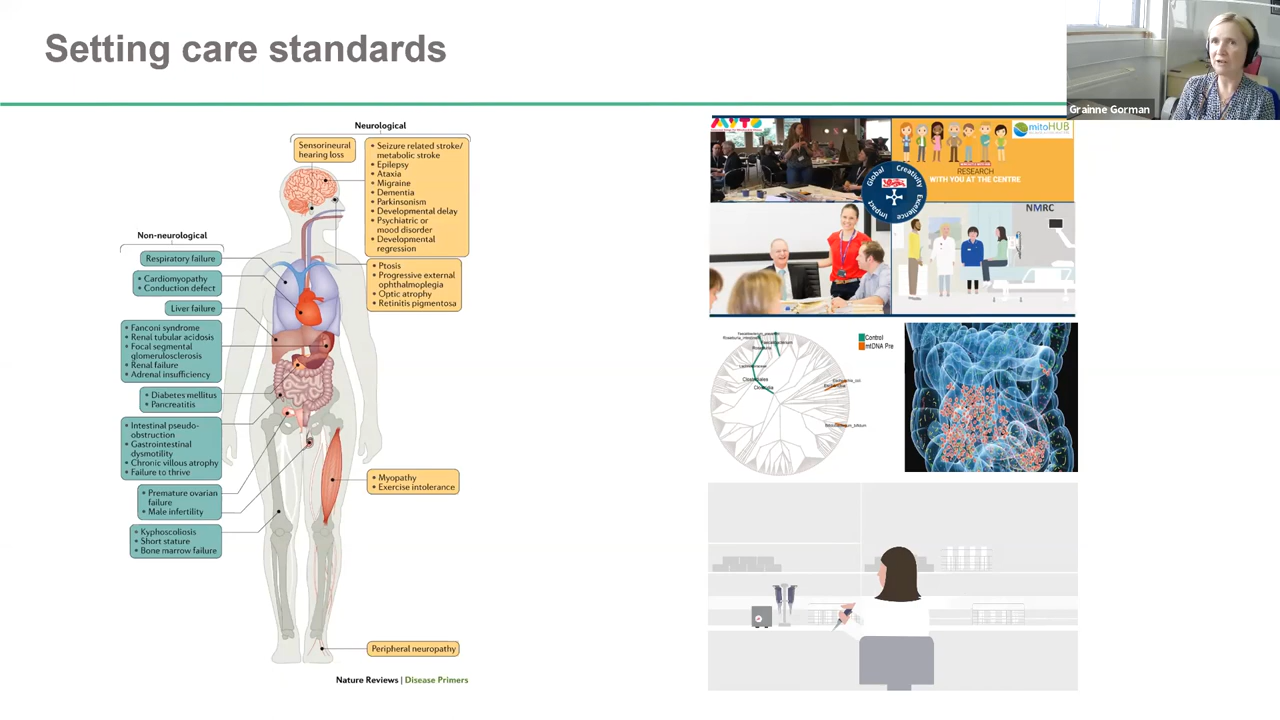 Setting care standards
Grainne Gorman
Neurological
Sensorineural
hearing loss
• Seizure related stroke/
metabolic stroke
• Epilepsy
• Ataxia
• Migraine
• Dementia
• Parkinsonism
• Developmental delay
• Psychiatric or
mood disorder
• Developmental
regression
• Ptosis
• Progressive external
ophthalmoplegia
• Optic atrophy
• Retinitis pigmentosa
• Myopathy
• Exercise intolerance
Peripheral neuropathy
Non-neurological
Respiratory failure
• Cardiomyopathy
• Conduction defect
Liver failure
• Fanconi syndrome
• Renal tubular acidosis
• Focal segmental
glomerulosclerosis
• Renal failure
• Adrenal insufficiency
• Diabetes mellitus
• Pancreatitis
• Intestinal pseudo-
obstruction
• Gastrointestinal
dysmotility
• Chronic villous atrophy
• Failure to thrive
• Premature ovarian
failure
• Male infertility
• Kyphoscoliosis
• Short stature
• Bone marrow failure
Nature Reviews | Disease Primers
mitoHUB
RESEARCH
WITH YOU AT THE CENTRE
Global Creativity
Impact Excellence
NMRC
Control
mtDNA Pre
Clostridiales
Clostridia